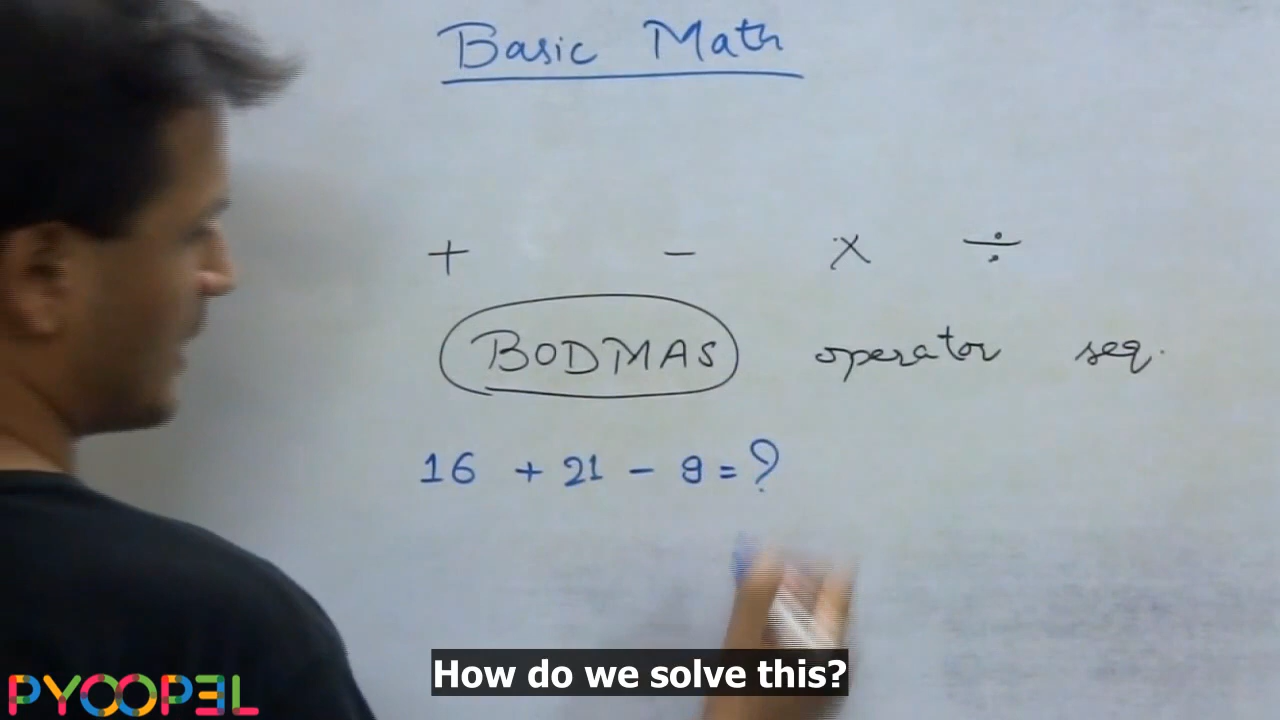 Basic Math
+ - × ÷
BODMAS operator seq.
16 + 21 - 9 = ?
How do we solve this?
PYOOPEL